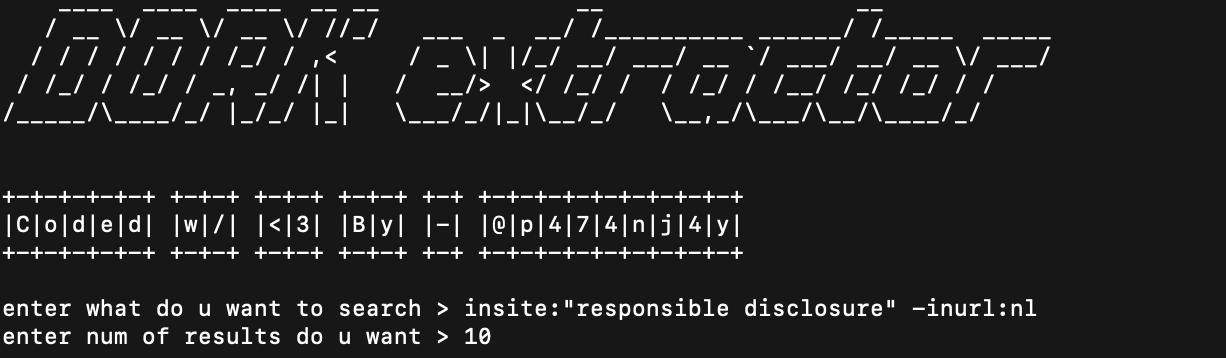 DORK extractor
|C|o|d|e|d| |w|/| |<|3| |B|y| |-| |@|p|4|7|4|n|j|4|y|
enter what do u want to search > insite:"responsible disclosure" -inurl:nl
enter num of results do u want > 10